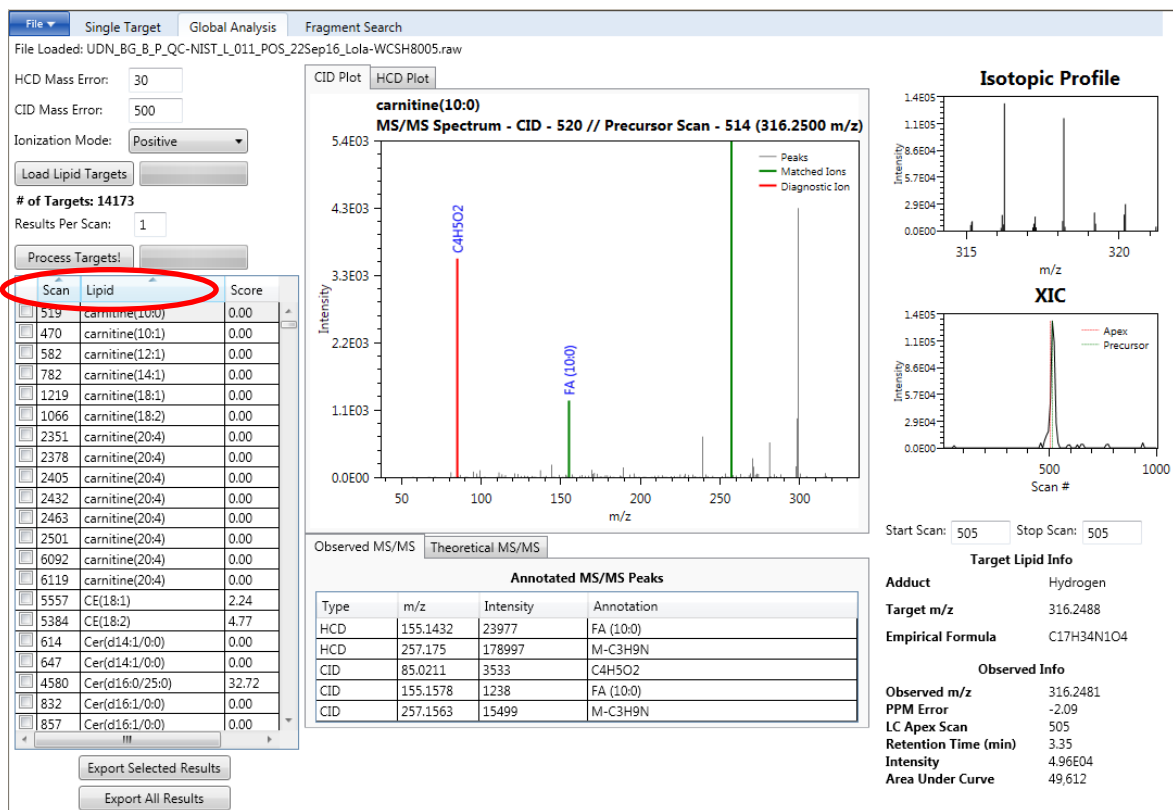 File
Single Target
Global Analysis
Fragment Search
File Loaded: UDN_BG_B_P_QC-NIST_L_011_POS_22Sep16_Lola-WCSH8005.raw
HCD Mass Error: 30
CID Mass Error: 500
Ionization Mode: Positive
Load Lipid Targets
# of Targets: 14173
Results Per Scan: 1
Process Targets!
Scan Lipid Score
519 carnitine(10:0) 0.00
470 carnitine(10:1) 0.00
582 carnitine(12:1) 0.00
782 carnitine(14:1) 0.00
1219 carnitine(18:1) 0.00
1066 carnitine(18:2) 0.00
2351 carnitine(20:4) 0.00
2378 carnitine(20:4) 0.00
2405 carnitine(20:4) 0.00
2432 carnitine(20:4) 0.00
2463 carnitine(20:4) 0.00
2501 carnitine(20:4) 0.00
6092 carnitine(20:4) 0.00
6119 carnitine(20:4) 0.00
5557 CE(18:1) 2.24
5384 CE(18:2) 4.77
614 Cer(d14:1/0:0) 0.00
647 Cer(d14:1/0:0) 0.00
4580 Cer(d16:0/25:0) 32.72
832 Cer(d16:1/0:0) 0.00
857 Cer(d16:1/0:0) 0.00
Export Selected Results
Export All Results
CID Plot
HCD Plot
carnitine(10:0)
MS/MS Spectrum - CID - 520 // Precursor Scan - 514 (316.2500 m/z)
5.4E03
4.3E03
3.3E03
2.2E03
1.1E03
0.0E00
Intensity
C4H5O2
FA (10:0)
Peaks
Matched Ions
Diagnostic Ion
50 100 150 200 250 300
m/z
Observed MS/MS
Theoretical MS/MS
Annotated MS/MS Peaks
Type m/z Intensity Annotation
HCD 155.1432 23977 FA (10:0)
HCD 257.175 178997 M-C3H9N
CID 85.0211 3533 C4H5O2
CID 155.1578 1238 FA (10:0)
CID 257.1563 15499 M-C3H9N
Isotopic Profile
1.4E05
1.1E05
8.6E04
5.7E04
2.9E04
0.0E00
Intensity
315 320
m/z
XIC
1.4E05
1.1E05
8.6E04
5.7E04
2.9E04
0.0E00
Intensity
Apex
Precursor
500 1000
Scan #
Start Scan: 505 Stop Scan: 505
Target Lipid Info
Adduct Hydrogen
Target m/z 316.2488
Empirical Formula C17H34N1O4
Observed Info
Observed m/z 316.2481
PPM Error -2.09
LC Apex Scan 505
Retention Time (min) 3.35
Intensity 4.96E04
Area Under Curve 49,612